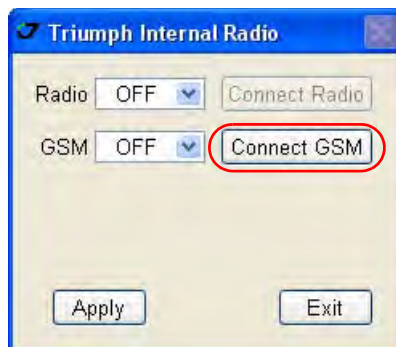 Triumph Internal Radio
Radio OFF Connect Radio
GSM OFF Connect GSM
Apply Exit